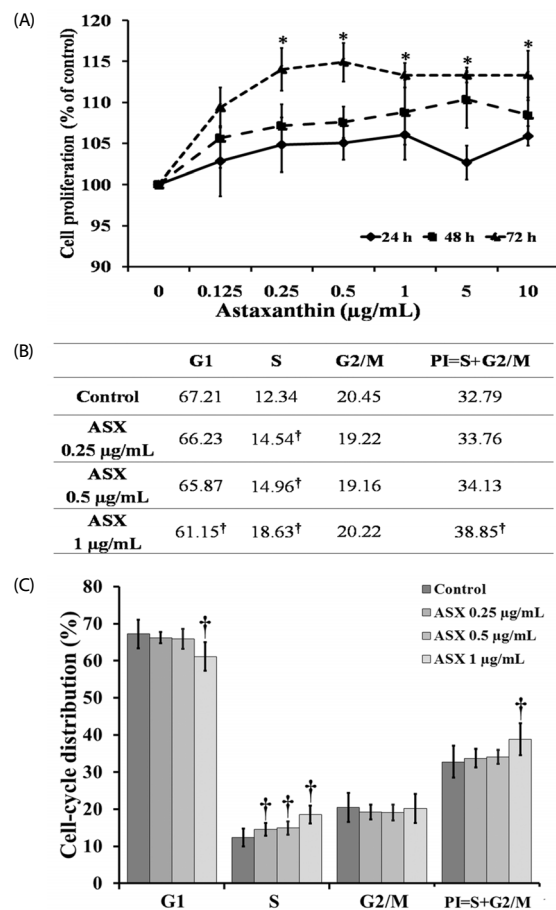 (A)
120
115
110
105
100
95
90
Cell proliferation (% of control)
* * * * *
24 h 48 h 72 h
0 0.125 0.25 0.5 1 5 10
Astaxanthin (µg/mL)
(B)
G1 S G2/M PI=S+G2/M
Control 67.21 12.34 20.45 32.79
ASX
0.25 µg/mL 66.23 14.54† 19.22 33.76
ASX
0.5 µg/mL 65.87 14.96† 19.16 34.13
ASX
1 µg/mL 61.15† 18.63† 20.22 38.85†
(C)
80
70
60
50
40
30
20
10
0
Cell-cycle distribution (%)
Control
ASX 0.25 µg/mL
ASX 0.5 µg/mL
ASX 1 µg/mL
† † † † †
G1 S G2/M PI=S+G2/M